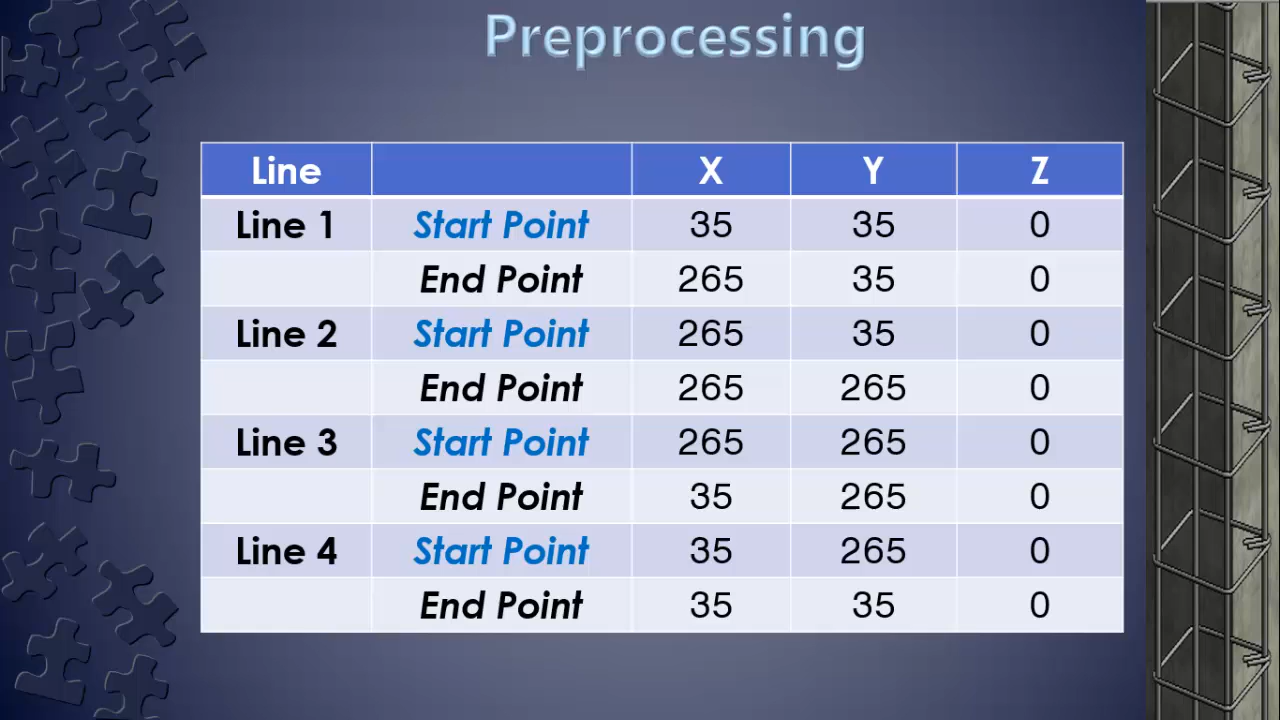 Preprocessing
Line X Y Z
Line 1 Start Point 35 35 0
End Point 265 35 0
Line 2 Start Point 265 35 0
End Point 265 265 0
Line 3 Start Point 265 265 0
End Point 35 265 0
Line 4 Start Point 35 265 0
End Point 35 35 0